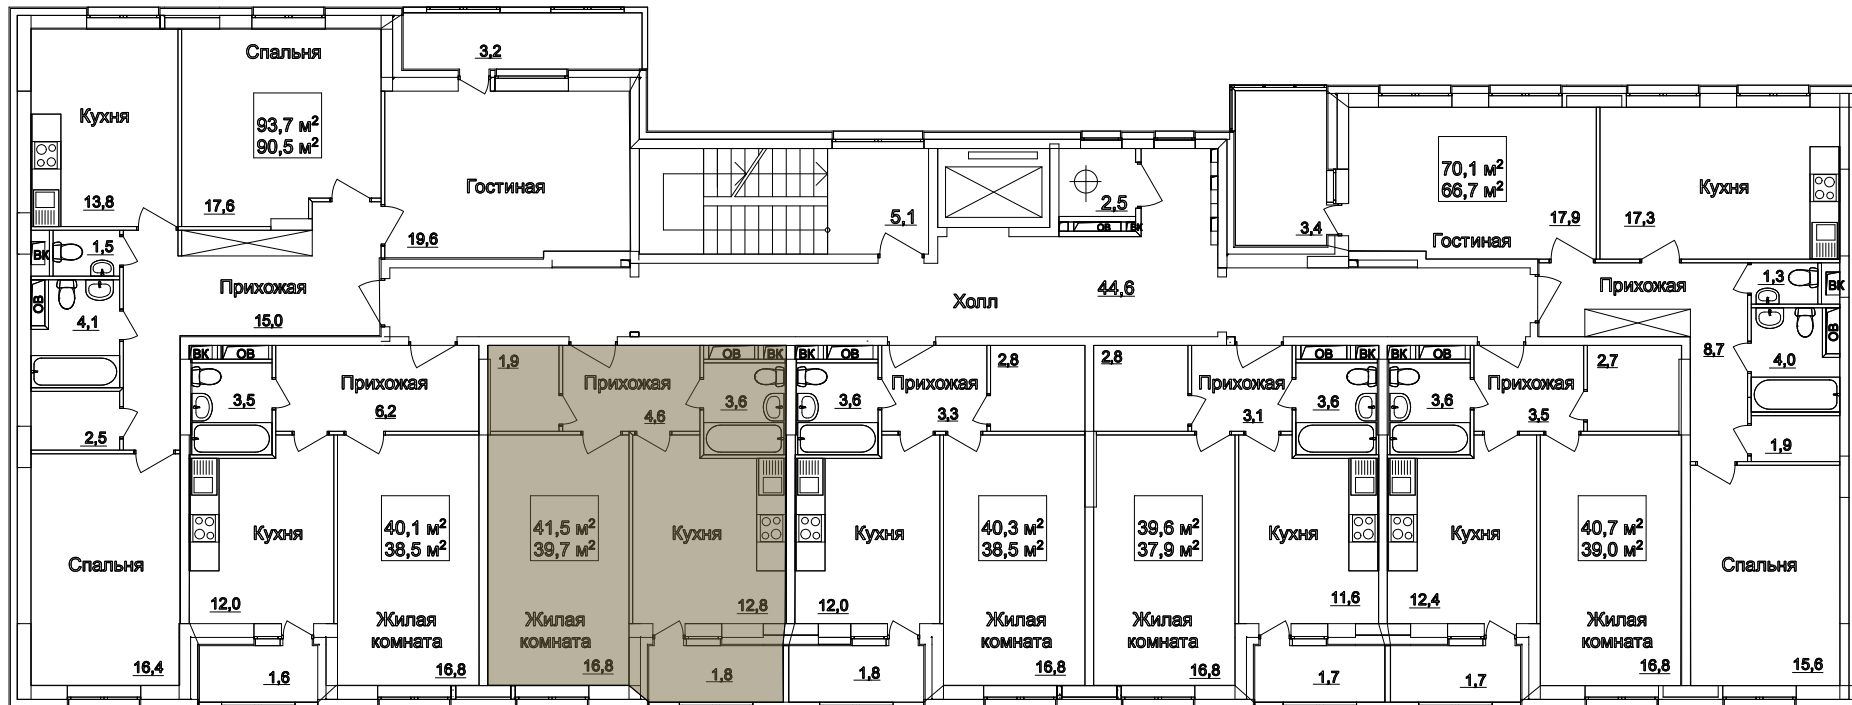 Спальня
3,2
Кухня
93,7 м²
90,5 м²
13,8
17,6
Гостиная
19,6
5,1
2,5
ОВ
ВК
3,4
70,1 м²
66,7 м²
17,9
Гостиная
Кухня
17,3
ВК
1,5
ОВ
4,1
Прихожая
15,0
2,5
Холл
44,6
Прихожая
1,3
ВК
ОВ
8,7
4,0
1,9
ВК
ОВ
3,5
Прихожая
6,2
1,9
Прихожая
4,6
ОВ
ВК
3,6
ВК
ОВ
3,6
Прихожая
3,3
2,8
2,8
Прихожая
3,1
ОВ
ВК
3,6
ВК
ОВ
3,6
Прихожая
3,5
2,7
Спальня
16,4
Кухня
12,0
1,6
40,1 м²
38,5 м²
Жилая
комната
16,8
41,5 м²
39,7 м²
Жилая
комната
16,8
Кухня
12,8
1,8
Кухня
12,0
1,8
40,3 м²
38,5 м²
Жилая
комната
16,8
39,6 м²
37,9 м²
Жилая
комната
16,8
Кухня
11,6
1,7
Кухня
12,4
1,7
40,7 м²
39,0 м²
Жилая
комната
16,8
Спальня
15,6